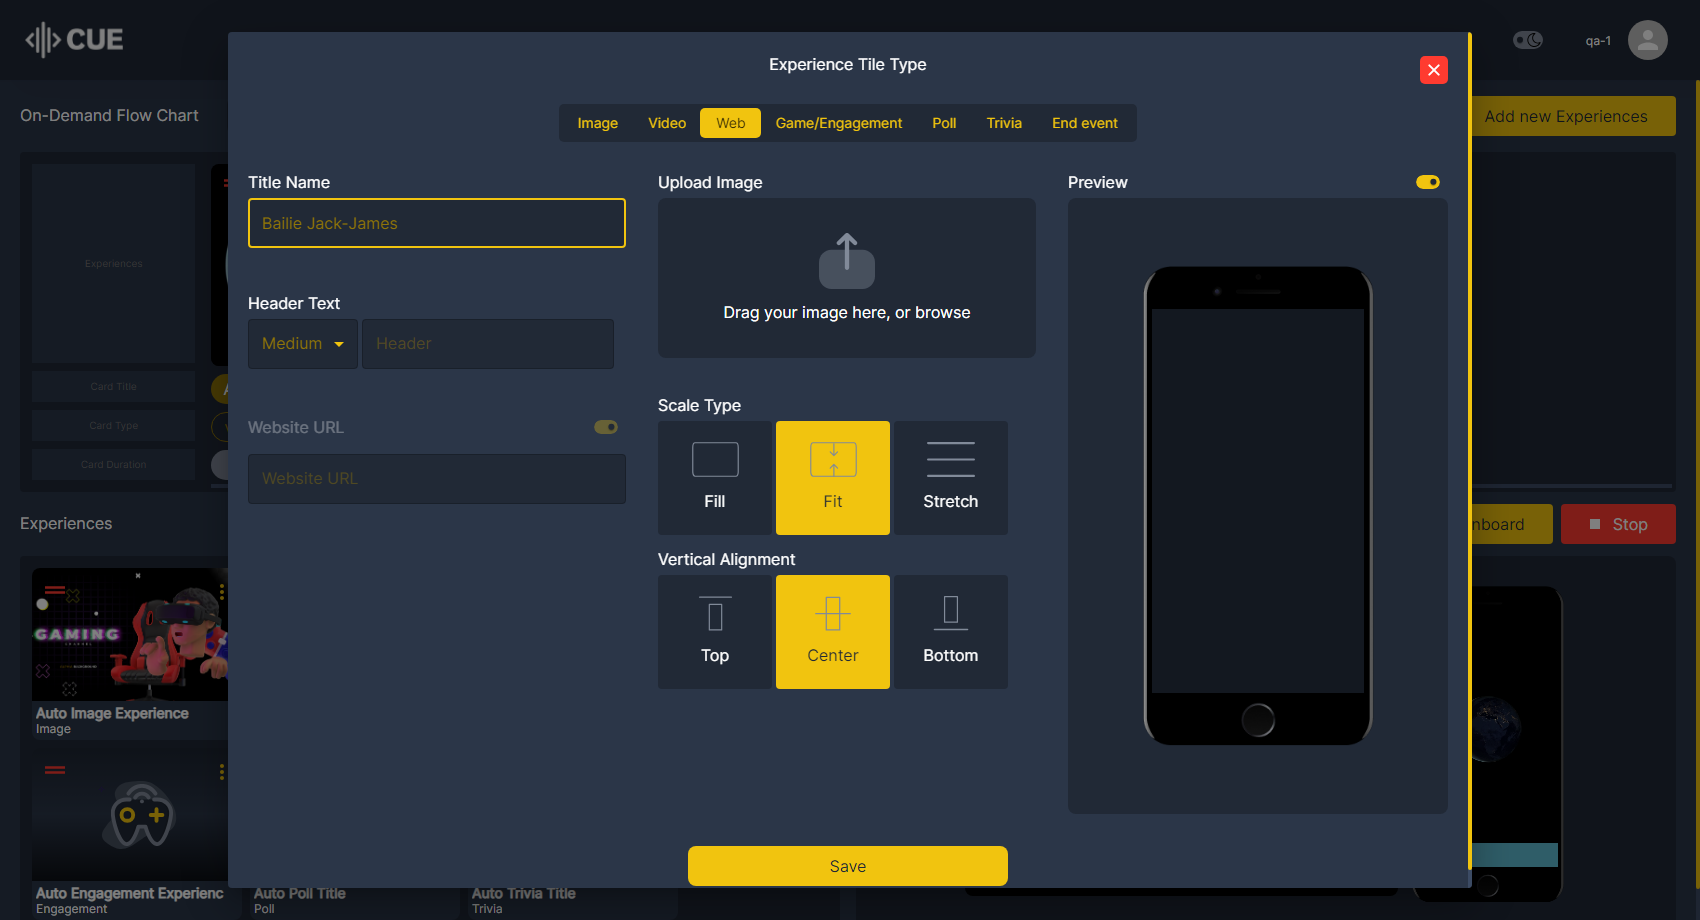 CUE
qa-1
On-Demand Flow Chart
Add new Experiences
Experience Tile Type
Image Video Web Game/Engagement Poll Trivia End event
Title Name
Bailie Jack-James
Header Text
Medium Header
Website URL
Website URL
Upload Image
Drag your image here, or browse
Scale Type
Fill Fit Stretch
Vertical Alignment
Top Center Bottom
Preview
Save
Experiences
Card Title
Card Type
Card Duration
Experiences
Stop
GAMING
Auto Image Experience
Image
Auto Engagement Experienc
Engagement
Auto Poll Title
Poll
Auto Trivia Title
Trivia